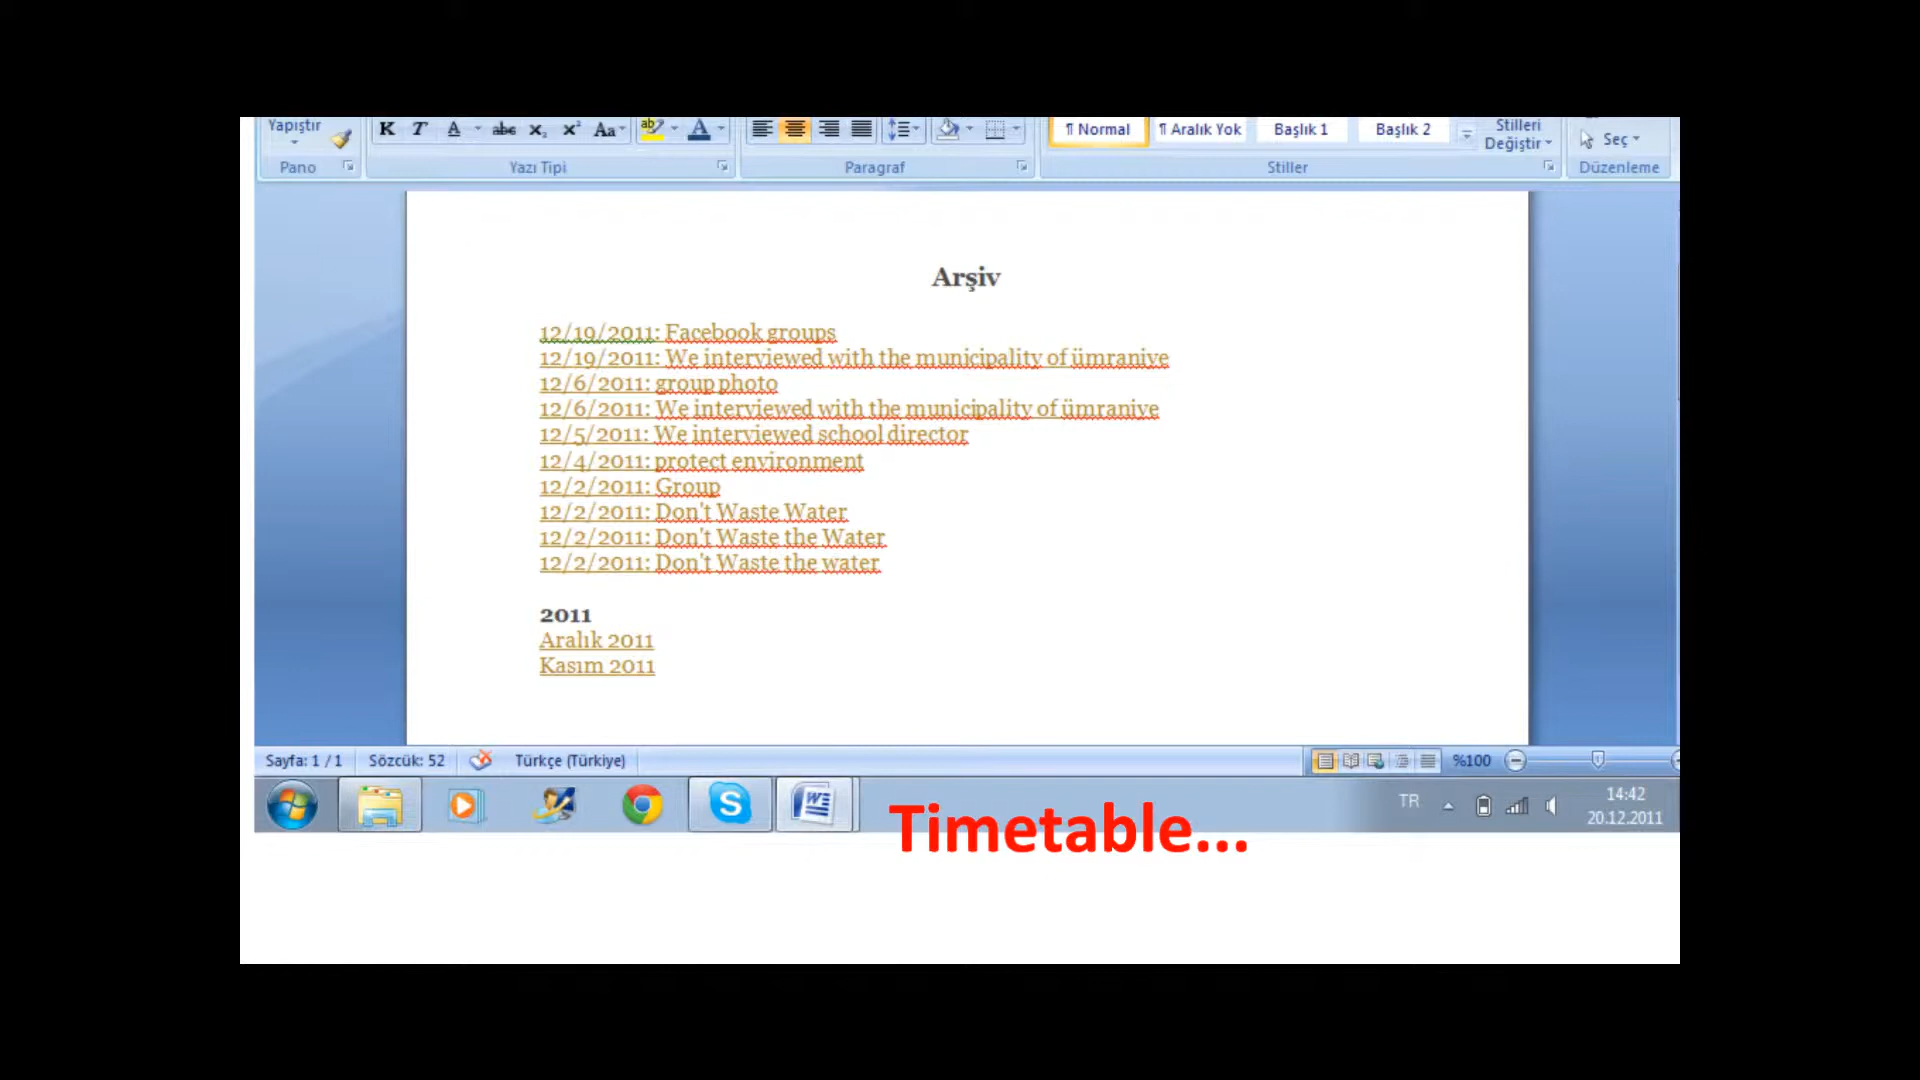 Yapıştır K T A abc x₂ x² Aa ab A ¶ Normal ¶ Aralık Yok Başlık 1 Başlık 2 Stilleri Değiştir Seç
Pano Yazı Tipi Paragraf Stiller Düzenleme
Arşiv
12/19/2011: Facebook groups
12/19/2011: We interviewed with the municipality of ümraniye
12/6/2011: group photo
12/6/2011: We interviewed with the municipality of ümraniye
12/5/2011: We interviewed school director
12/4/2011: protect environment
12/2/2011: Group
12/2/2011: Don't Waste Water
12/2/2011: Don't Waste the Water
12/2/2011: Don't Waste the water
2011
Aralık 2011
Kasım 2011
Sayfa: 1 / 1 Sözcük: 52 Türkçe (Türkiye) %100
TR 14:42
20.12.2011
Timetable...